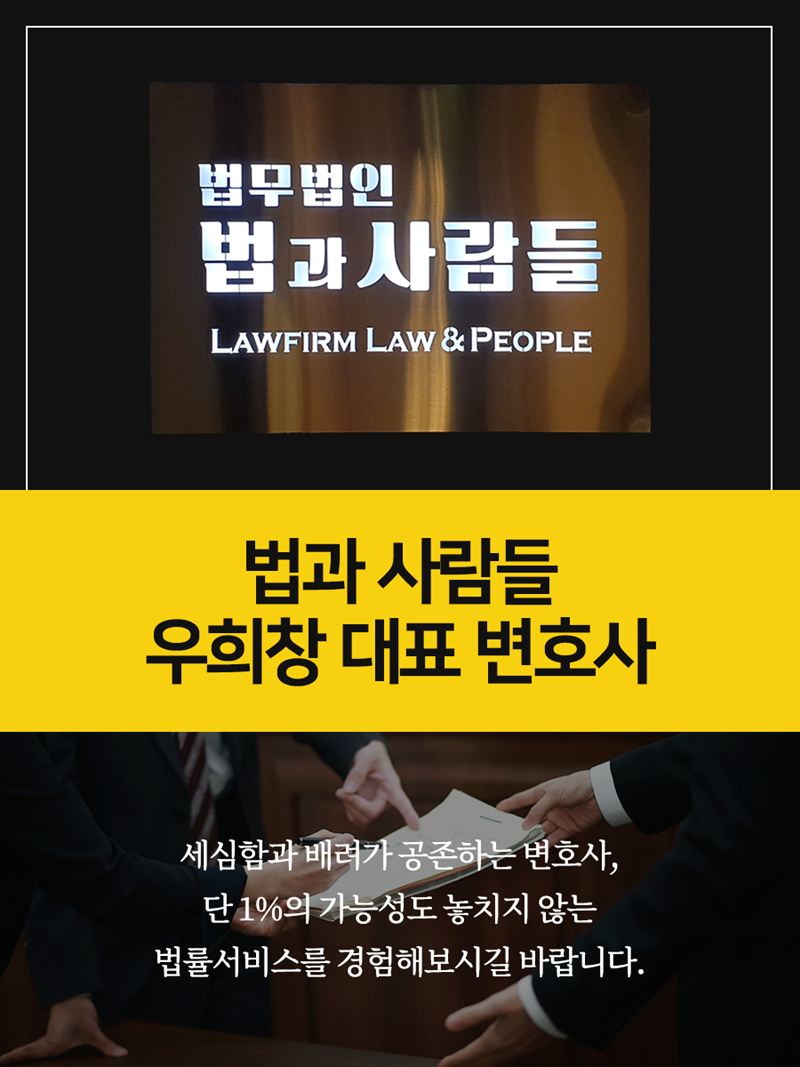 법무법인
법과사람들
LAWFIRM LAW & PEOPLE
법과 사람들
우희창 대표 변호사
세심함과 배려가 공존하는 변호사,
단 1%의 가능성도 놓치지 않는
법률서비스를 경험해보시길 바랍니다.